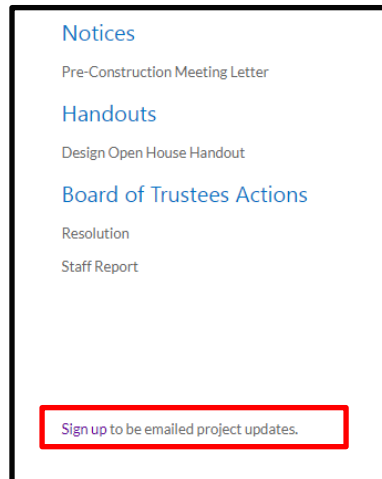 Notices
Pre-Construction Meeting Letter
Handouts
Design Open House Handout
Board of Trustees Actions
Resolution
Staff Report
Sign up to be emailed project updates.